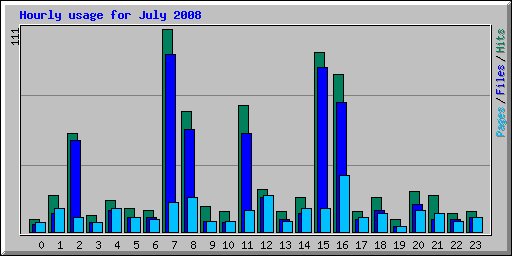 Hourly usage for July 2008
111
Pages / Files / Hits
0 1 2 3 4 5 6 7 8 9 10 11 12 13 14 15 16 17 18 19 20 21 22 23